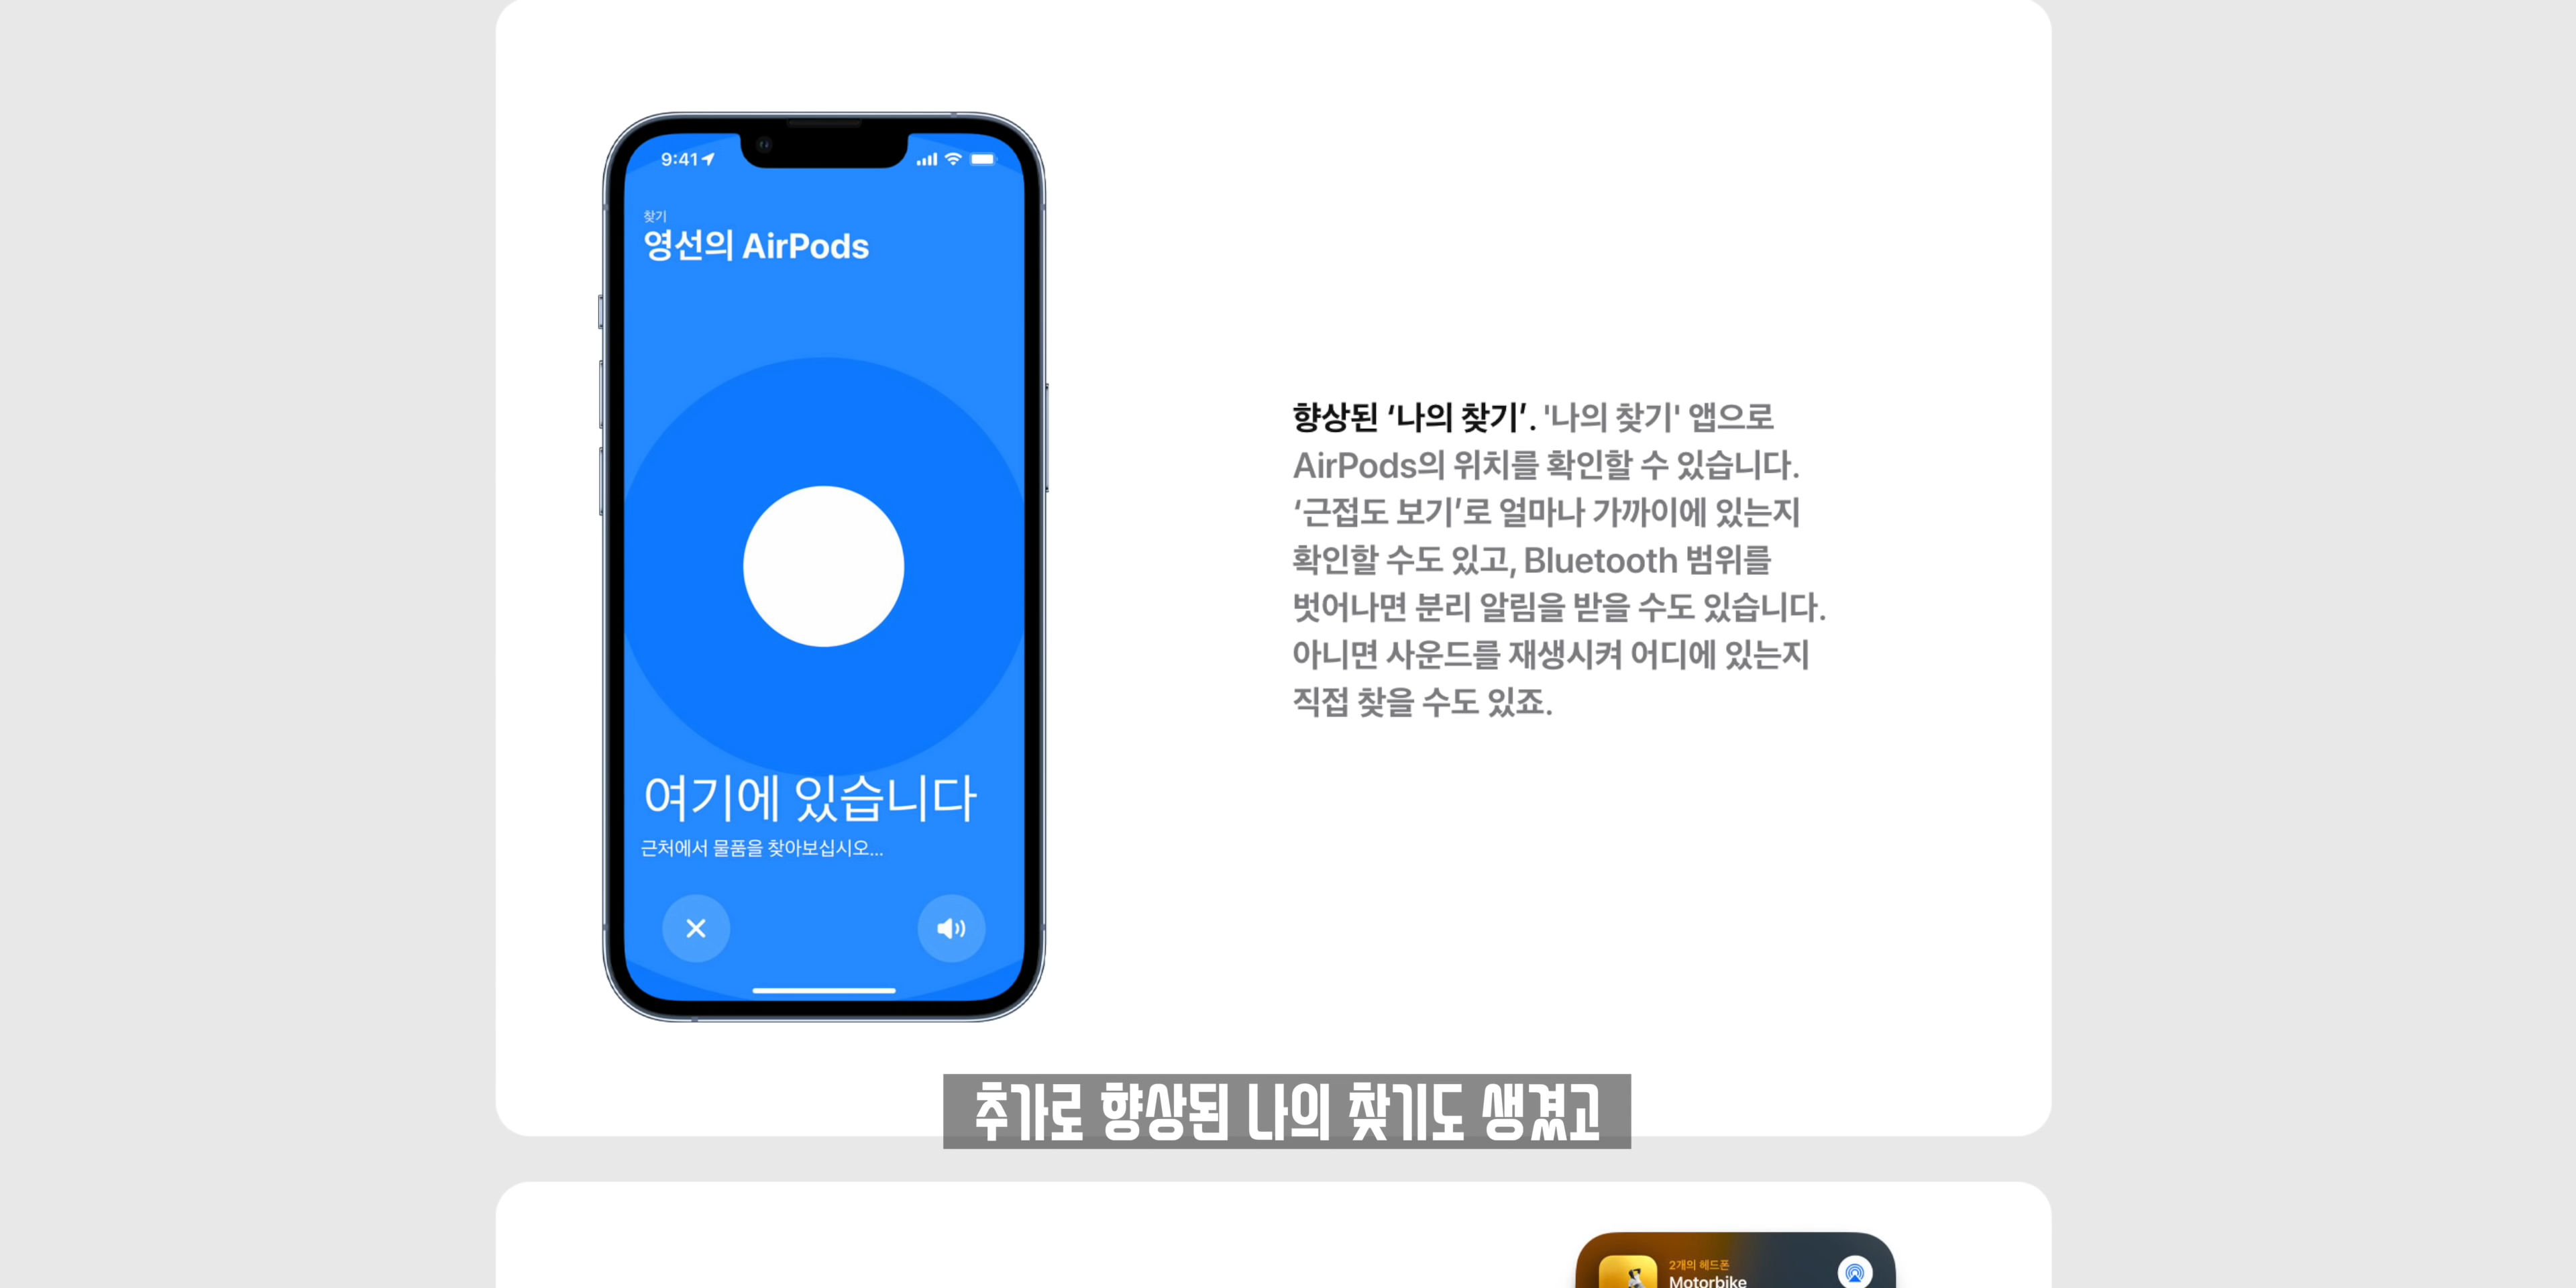 9:41
찾기
영선의 AirPods
여기에 있습니다
근처에서 물품을 찾아보십시오...
향상된 ‘나의 찾기’. '나의 찾기' 앱으로
AirPods의 위치를 확인할 수 있습니다.
‘근접도 보기’로 얼마나 가까이에 있는지
확인할 수도 있고, Bluetooth 범위를
벗어나면 분리 알림을 받을 수도 있습니다.
아니면 사운드를 재생시켜 어디에 있는지
직접 찾을 수도 있죠.
추가로 향상된 나의 찾기도 생겼고
2개의 헤드폰
Motorbike